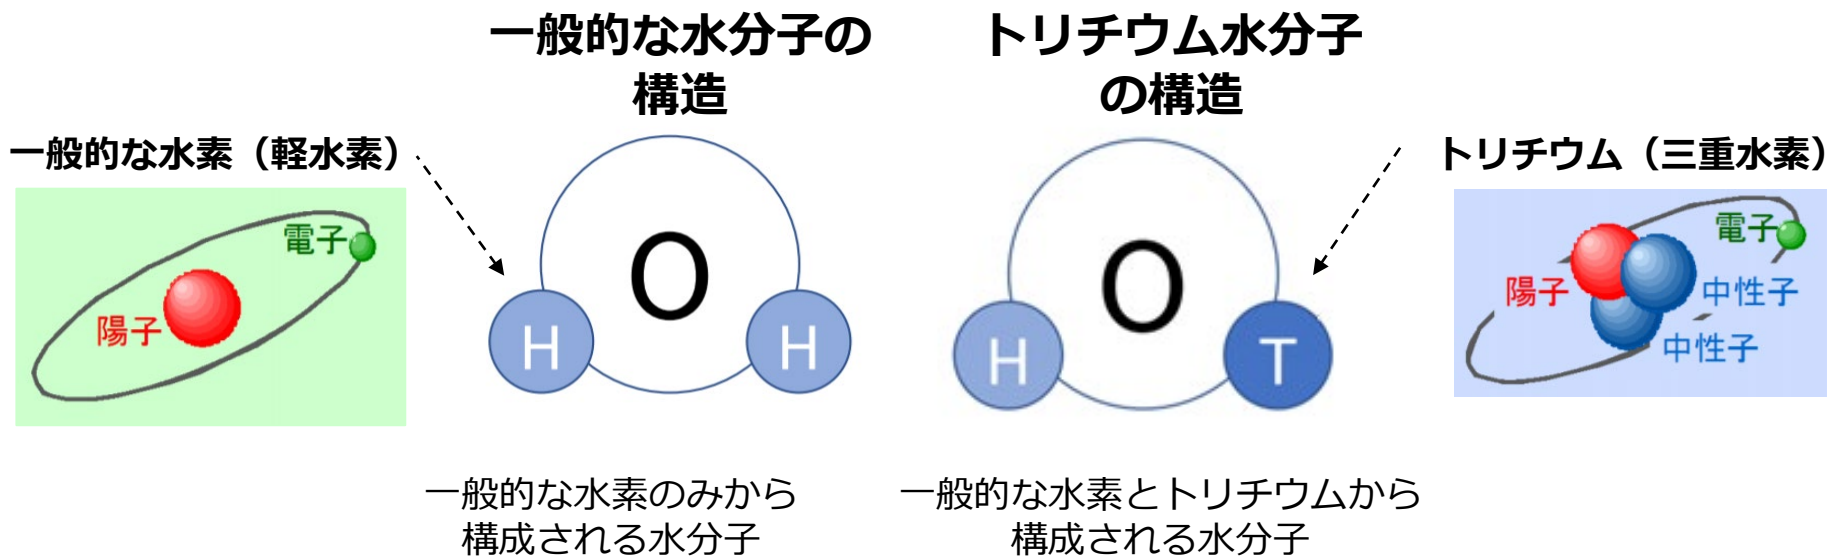 一般的な水分子の
構造
トリチウム水分子
の構造
一般的な水素（軽水素）
トリチウム（三重水素）
電子
陽子
O
H
H
O
H
T
電子
陽子
中性子
中性子
一般的な水素のみから
構成される水分子
一般的な水素とトリチウムから
構成される水分子